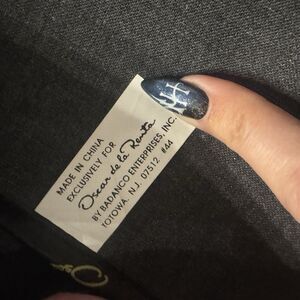 MADE IN CHINA
EXCLUSIVELY FOR
Oscar de la Renta
BY BADANCO ENTERPRISES, INC.
TOTOWA, N.J. 07512 #44